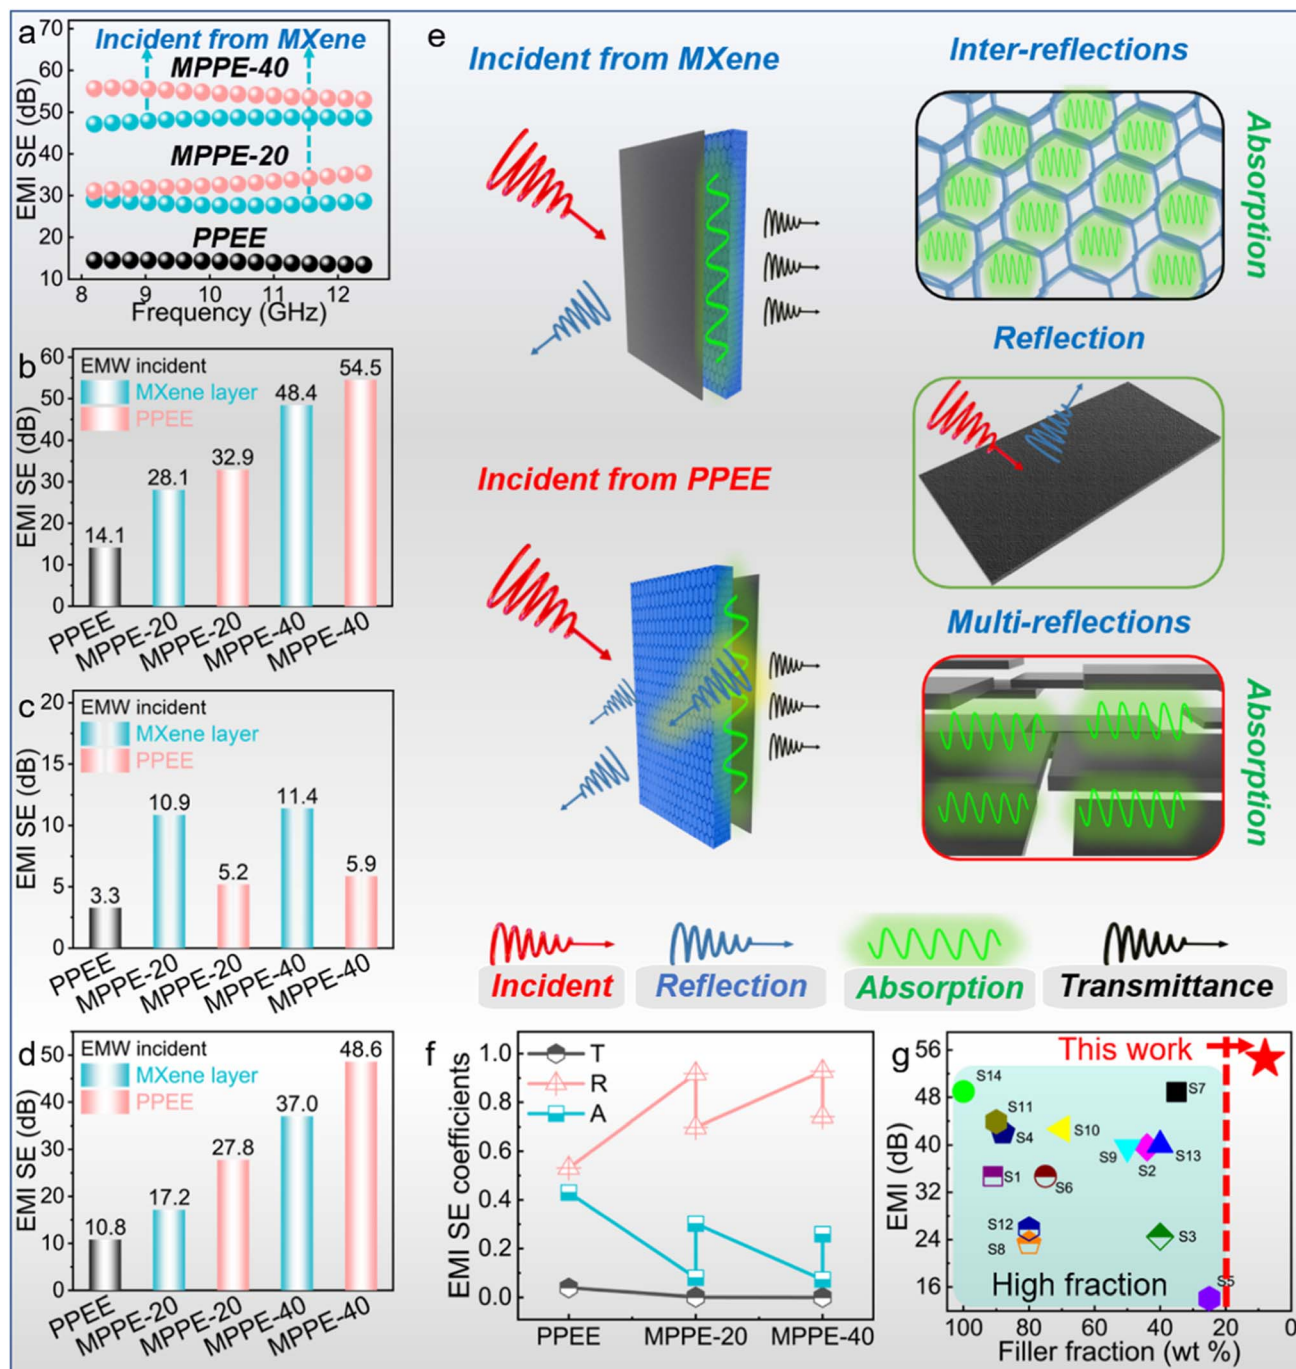 a
70
60
50
40
30
20
10
EMI SE (dB)
Incident from MXene
MPPE-40
MPPE-20
PPEE
8
9
10
11
12
Frequency (GHz)
b
60
50
40
30
20
10
0
EMI SE (dB)
EMW incident
MXene layer
PPEE
14.1
28.1
32.9
48.4
54.5
PPEE
MPPE-20
MPPE-20
MPPE-40
MPPE-40
c
20
15
10
5
0
EMI SE (dB)
EMW incident
MXene layer
PPEE
3.3
10.9
5.2
11.4
5.9
PPEE
MPPE-20
MPPE-20
MPPE-40
MPPE-40
d
50
40
30
20
10
0
EMI SE (dB)
EMW incident
MXene layer
PPEE
10.8
17.2
27.8
37.0
48.6
PPEE
MPPE-20
MPPE-20
MPPE-40
MPPE-40
e
Incident from MXene
Inter-reflections
Absorption
Reflection
Incident from PPEE
Multi-reflections
Absorption
Incident
Reflection
Absorption
Transmittance
f
1.0
0.8
0.6
0.4
0.2
0.0
EMI SE coefficients
T
R
A
PPEE
MPPE-20
MPPE-40
g
56
48
40
32
24
16
EMI (dB)
This work
S14
S7
S11
S4
S10
S9
S2
S13
S1
S6
S12
S8
S3
S5
High fraction
100
80
60
40
20
0
Filler fraction (wt %)